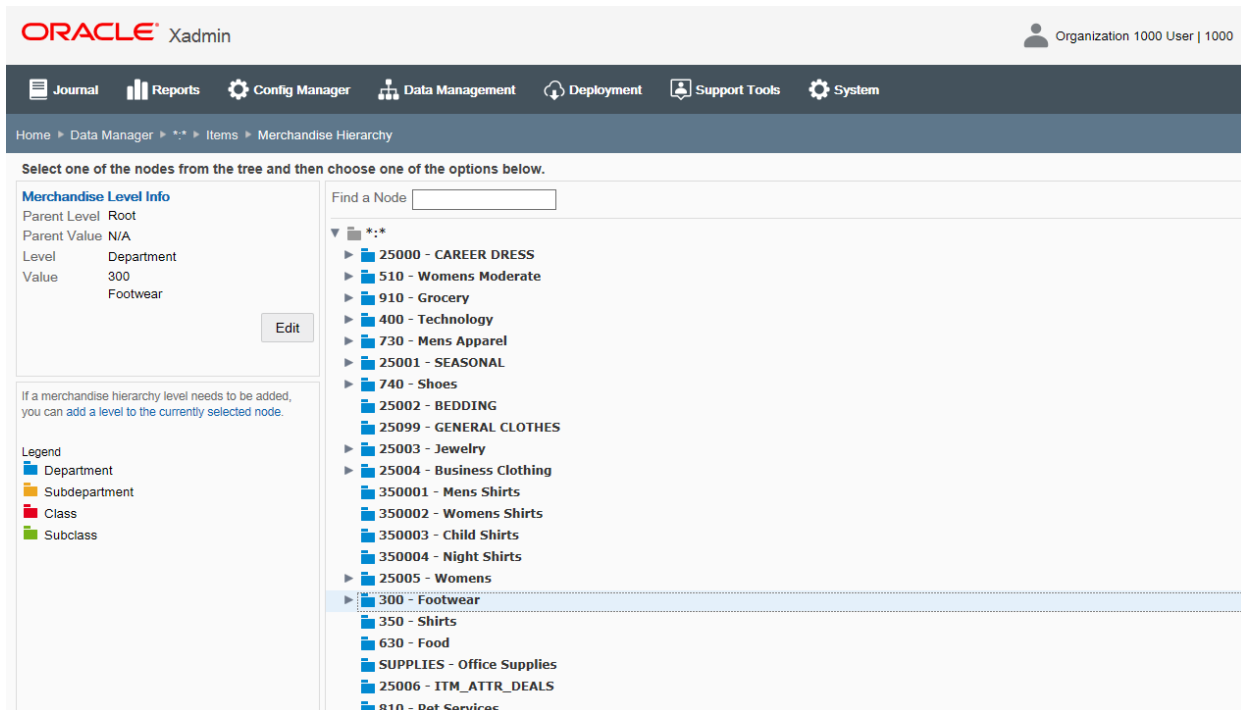 ORACLE Xadmin
Organization 1000 User | 1000
Journal Reports Config Manager Data Management Deployment Support Tools System
Home Data Manager *:* Items Merchandise Hierarchy
Select one of the nodes from the tree and then choose one of the options below.
Merchandise Level Info
Parent Level Root
Parent Value N/A
Level Department
Value 300
Footwear
Edit
If a merchandise hierarchy level needs to be added,
you can add a level to the currently selected node.
Legend
Department
Subdepartment
Class
Subclass
Find a Node
*:*
25000 - CAREER DRESS
510 - Womens Moderate
910 - Grocery
400 - Technology
730 - Mens Apparel
25001 - SEASONAL
740 - Shoes
25002 - BEDDING
25099 - GENERAL CLOTHES
25003 - Jewelry
25004 - Business Clothing
350001 - Mens Shirts
350002 - Womens Shirts
350003 - Child Shirts
350004 - Night Shirts
25005 - Womens
300 - Footwear
350 - Shirts
630 - Food
SUPPLIES - Office Supplies
25006 - ITM_ATTR_DEALS
810 - Pet Services